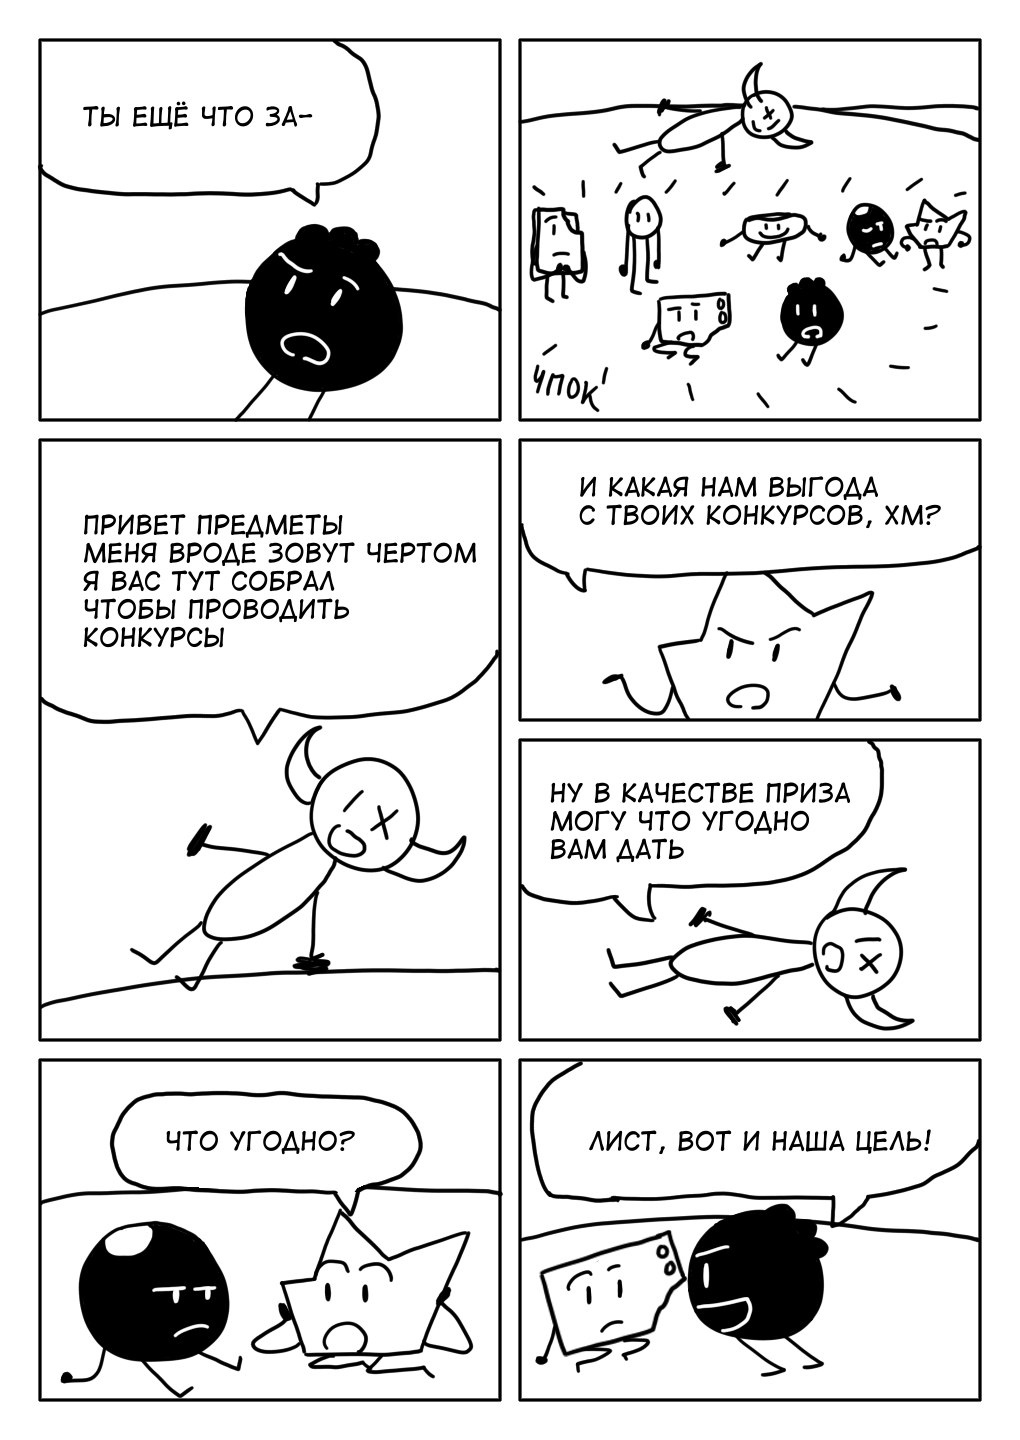 ТЫ ЕЩЁ ЧТО ЗА-
ЧПОК!
ПРИВЕТ ПРЕДМЕТЫ
МЕНЯ ВРОДЕ ЗОВУТ ЧЕРТОМ
Я ВАС ТУТ СОБРАЛ
ЧТОБЫ ПРОВОДИТЬ
КОНКУРСЫ
И КАКАЯ НАМ ВЫГОДА
С ТВОИХ КОНКУРСОВ, ХМ?
НУ В КАЧЕСТВЕ ПРИЗА
МОГУ ЧТО УГОДНО
ВАМ ДАТЬ
ЧТО УГОДНО?
ЛИСТ, ВОТ И НАША ЦЕЛЬ!